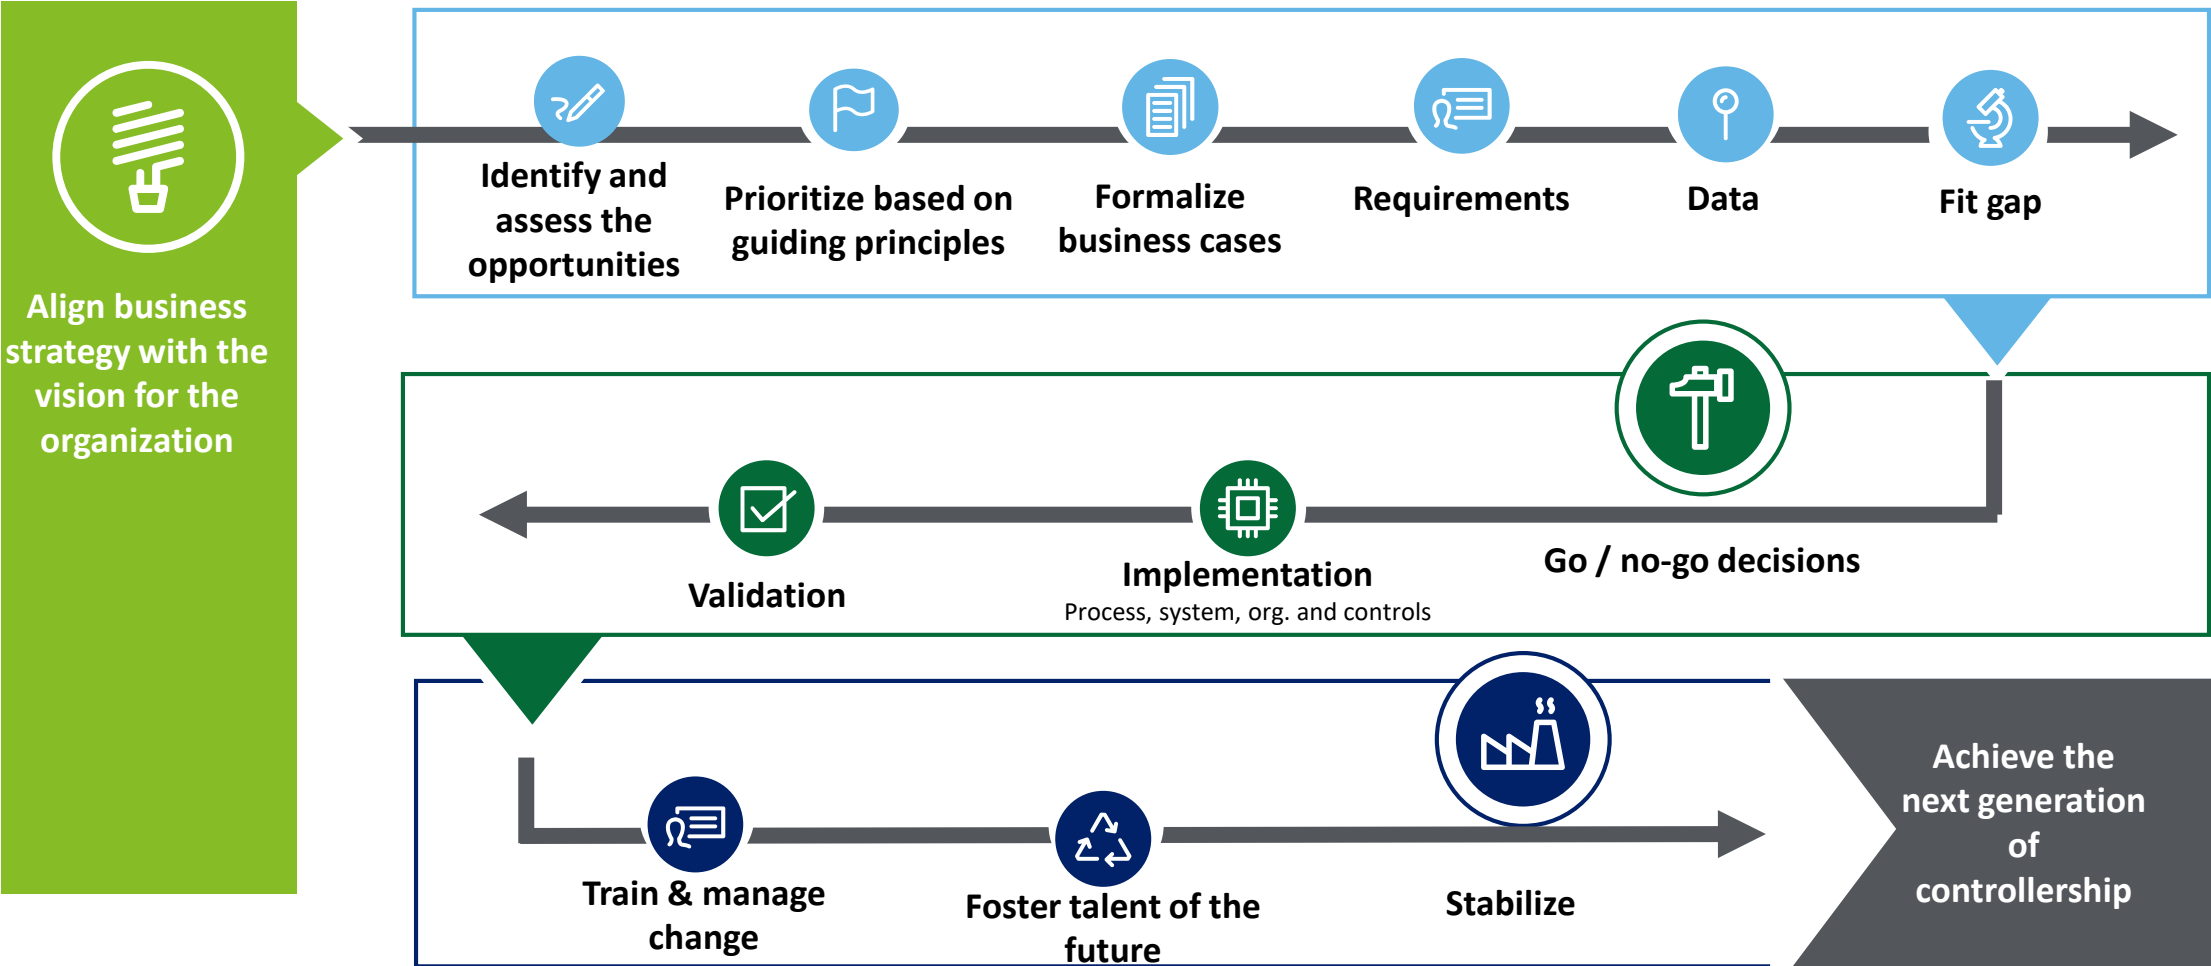 Align business
strategy with the
vision for the
organization
Identify and
assess the
opportunities
Prioritize based on
guiding principles
Formalize
business cases
Requirements
Data
Fit gap
Go / no-go decisions
Implementation
Process, system, org. and controls
Validation
Train & manage
change
Foster talent of the
future
Stabilize
Achieve the
next generation
of
controllership